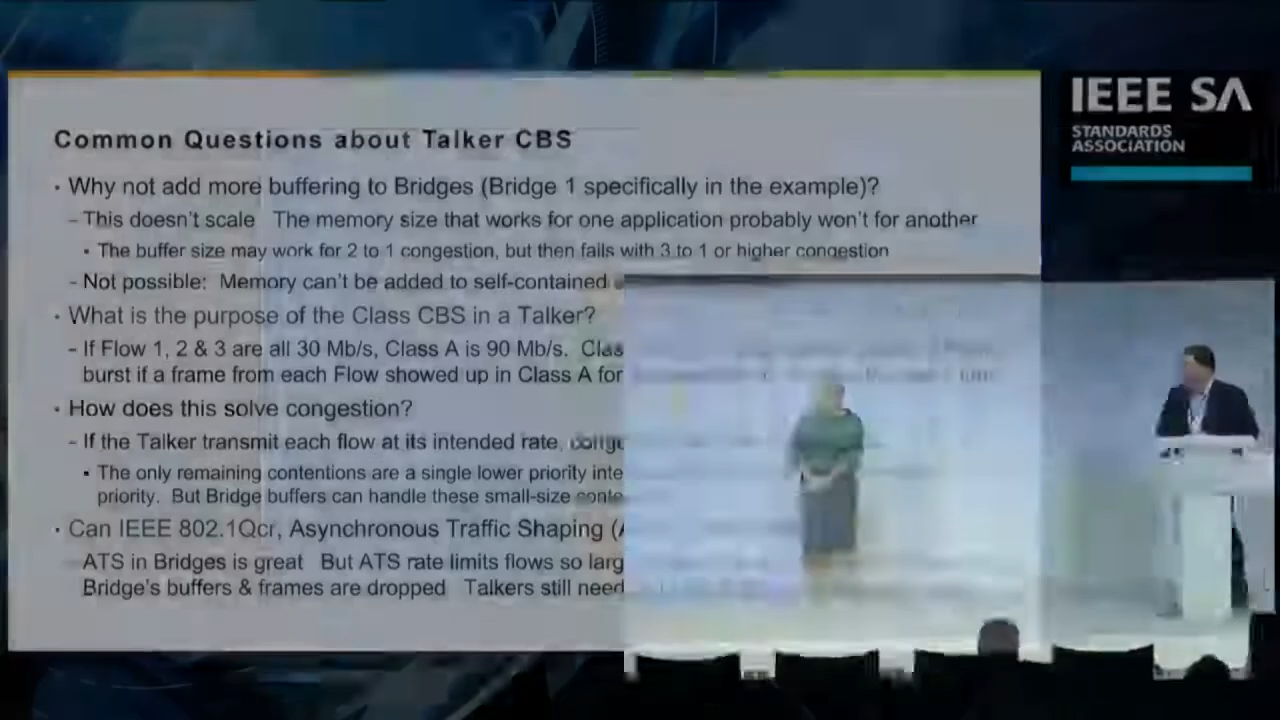 Common Questions about Talker CBS
· Why not add more buffering to Bridges (Bridge 1 specifically in the example)?
– This doesn't scale The memory size that works for one application probably won't for another
▪ The buffer size may work for 2 to 1 congestion, but then fails with 3 to 1 or higher congestion
– Not possible: Memory can't be added to self-contained
· What is the purpose of the Class CBS in a Talker?
– If Flow 1, 2 & 3 are all 30 Mb/s, Class A is 90 Mb/s. Clas
burst if a frame from each Flow showed up in Class A for
· How does this solve congestion?
– If the Talker transmit each flow at its intended rate,
▪ The only remaining contentions are a single lower priority inte
priority. But Bridge buffers can handle these small-size conte
· Can IEEE 802.1Qcr, Asynchronous Traffic Shaping (A
ATS in Bridges is great But ATS rate limits flows so larg
Bridge's buffers & frames are dropped Talkers still need
IEEE SA
STANDARDS
ASSOCIATION